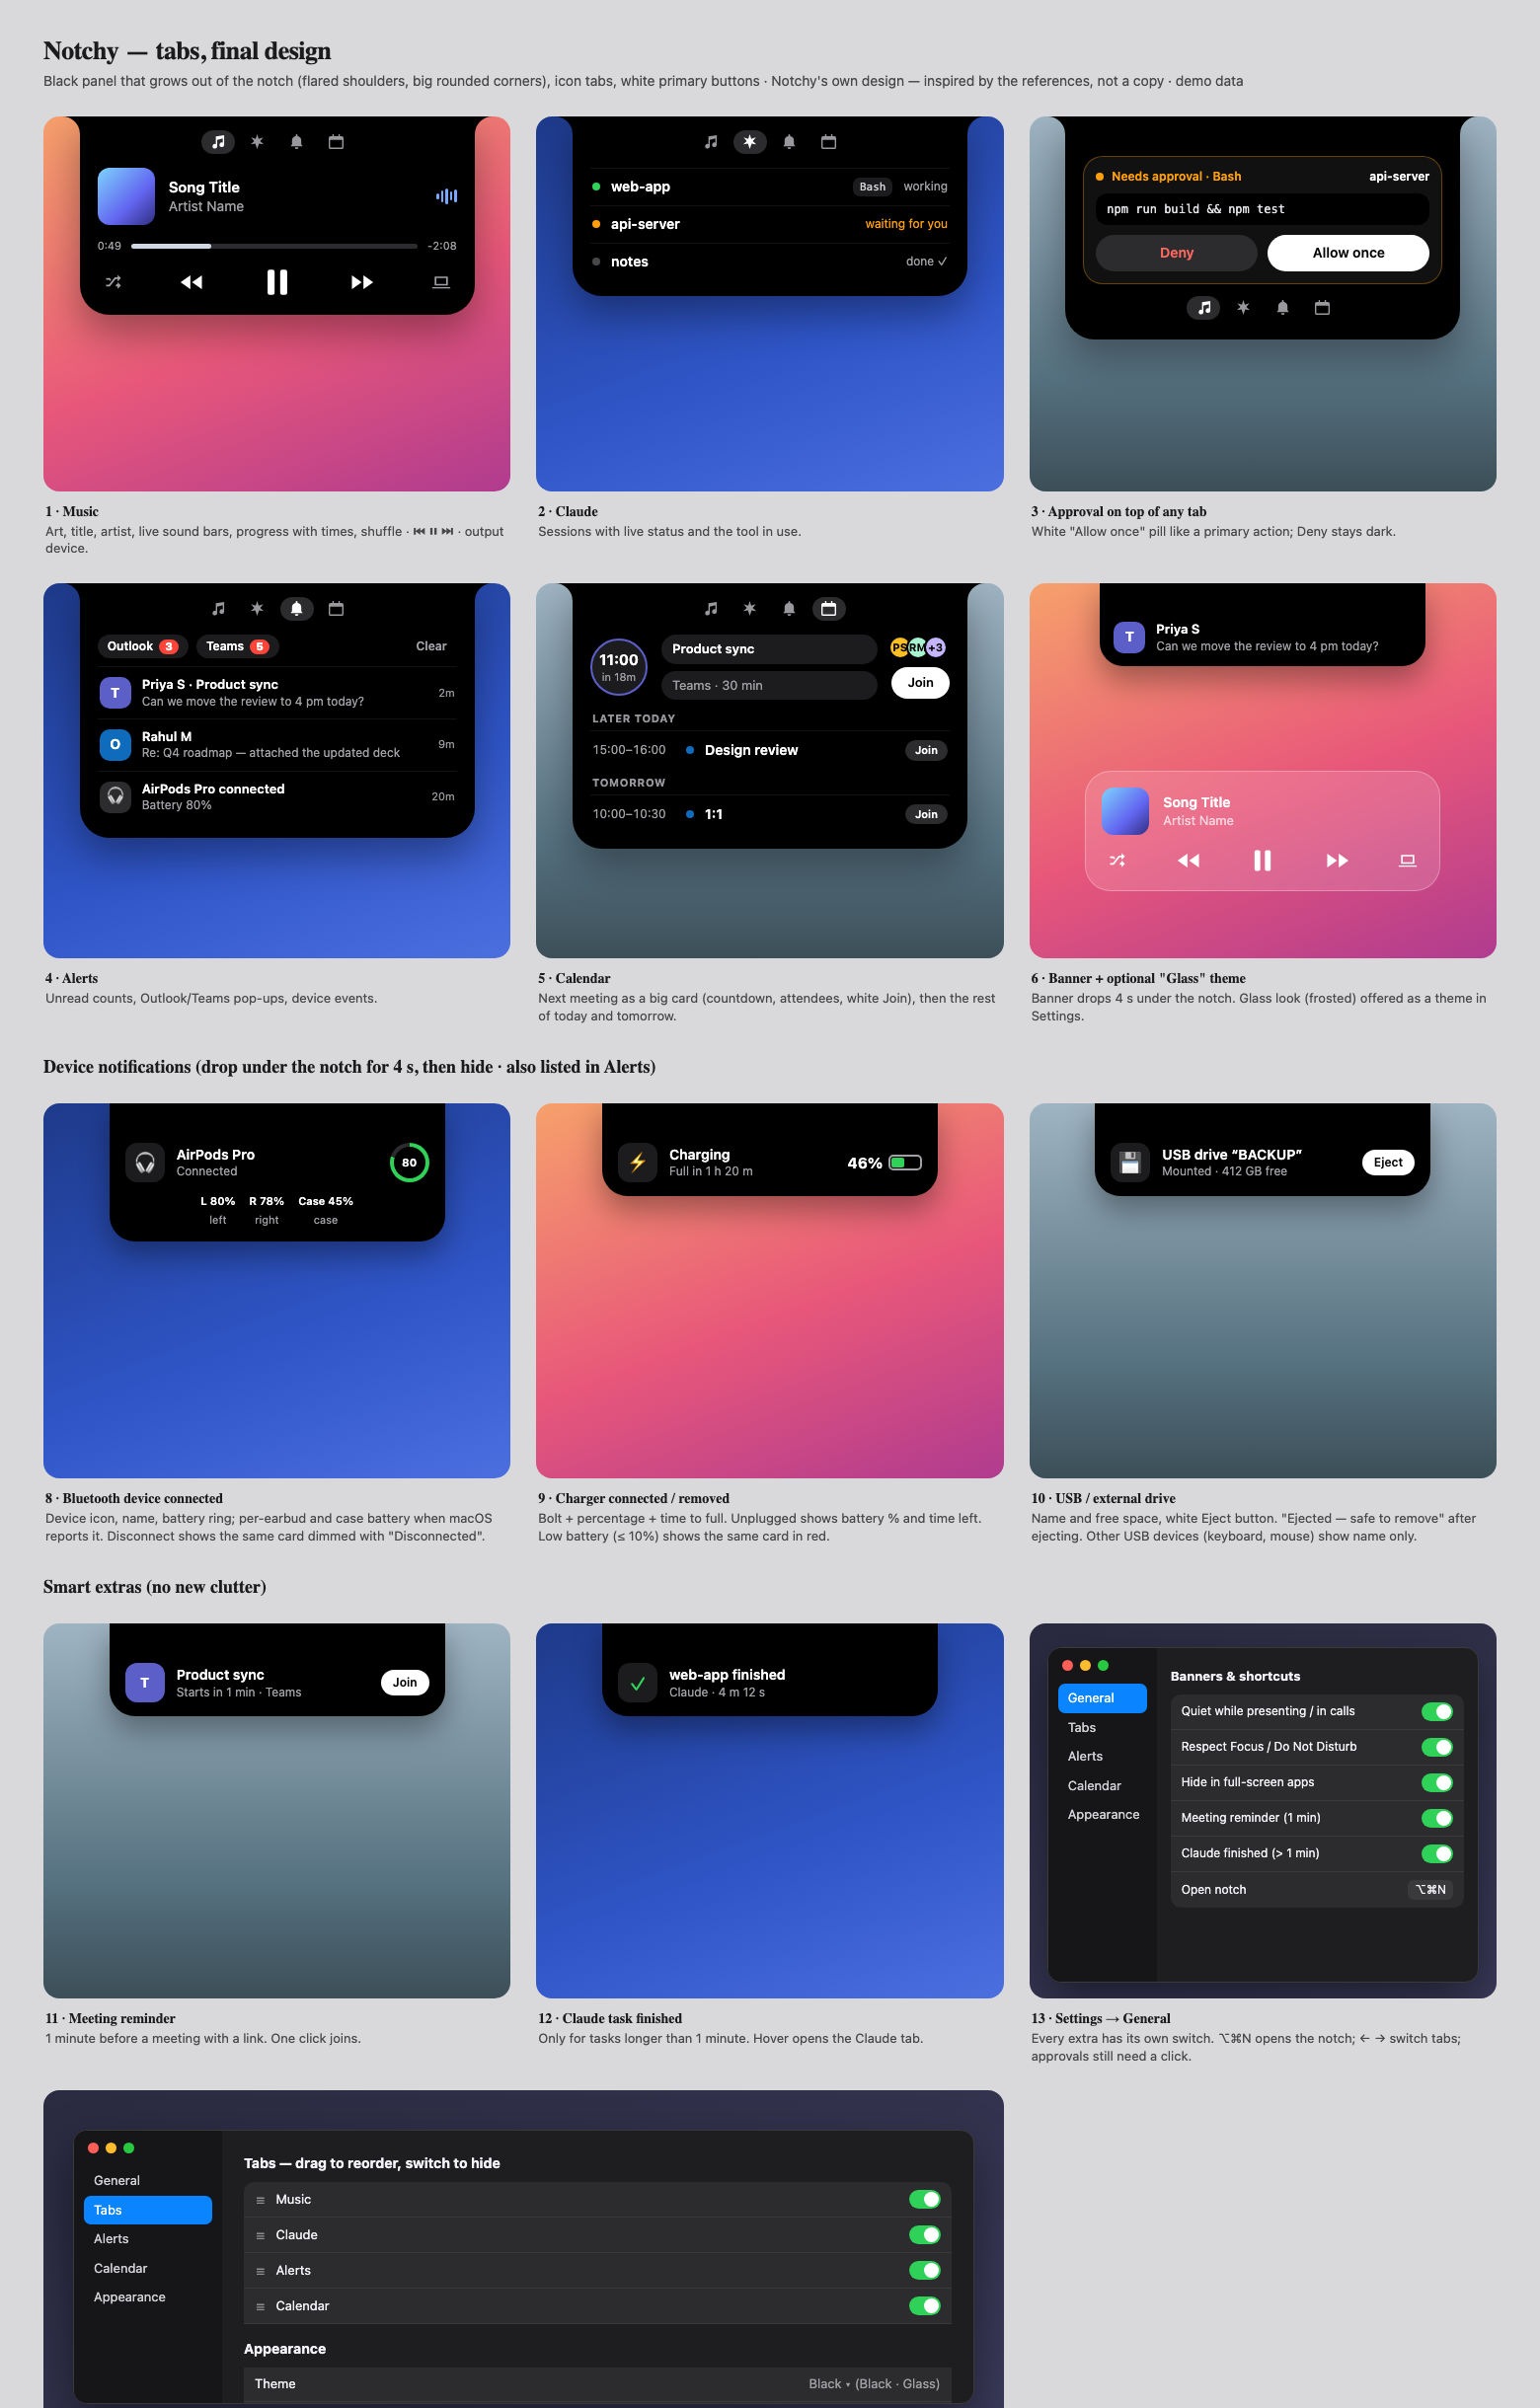 Notchy — tabs, final design
Black panel that grows out of the notch (flared shoulders, big rounded corners), icon tabs, white primary buttons · Notchy's own design — inspired by the references, not a copy · demo data
Song Title
Artist Name
0:49
-2:08
1 · Music
Art, title, artist, live sound bars, progress with times, shuffle · ⏮ ⏸ ⏭ · output
device.
web-app
Bash working
api-server
waiting for you
notes
done ✓
2 · Claude
Sessions with live status and the tool in use.
Needs approval · Bash
api-server
npm run build && npm test
Deny
Allow once
3 · Approval on top of any tab
White "Allow once" pill like a primary action; Deny stays dark.
Outlook 3
Teams 5
Clear
T
Priya S · Product sync
Can we move the review to 4 pm today?
2m
O
Rahul M
Re: Q4 roadmap — attached the updated deck
9m
AirPods Pro connected
Battery 80%
20m
4 · Alerts
Unread counts, Outlook/Teams pop-ups, device events.
11:00
in 18m
Product sync
Teams · 30 min
PS RM +3
Join
LATER TODAY
15:00–16:00
Design review
Join
TOMORROW
10:00–10:30
1:1
Join
5 · Calendar
Next meeting as a big card (countdown, attendees, white Join), then the rest
of today and tomorrow.
T
Priya S
Can we move the review to 4 pm today?
Song Title
Artist Name
6 · Banner + optional "Glass" theme
Banner drops 4 s under the notch. Glass look (frosted) offered as a theme in
Settings.
Device notifications (drop under the notch for 4 s, then hide · also listed in Alerts)
AirPods Pro
Connected
80
L 80% R 78% Case 45%
left right case
8 · Bluetooth device connected
Device icon, name, battery ring; per-earbud and case battery when macOS
reports it. Disconnect shows the same card dimmed with "Disconnected".
Charging
Full in 1 h 20 m
46%
9 · Charger connected / removed
Bolt + percentage + time to full. Unplugged shows battery % and time left.
Low battery (≤ 10%) shows the same card in red.
USB drive “BACKUP”
Mounted · 412 GB free
Eject
10 · USB / external drive
Name and free space, white Eject button. "Ejected — safe to remove" after
ejecting. Other USB devices (keyboard, mouse) show name only.
Smart extras (no new clutter)
T
Product sync
Starts in 1 min · Teams
Join
11 · Meeting reminder
1 minute before a meeting with a link. One click joins.
web-app finished
Claude · 4 m 12 s
12 · Claude task finished
Only for tasks longer than 1 minute. Hover opens the Claude tab.
General
Tabs
Alerts
Calendar
Appearance
Banners & shortcuts
Quiet while presenting / in calls
Respect Focus / Do Not Disturb
Hide in full-screen apps
Meeting reminder (1 min)
Claude finished (> 1 min)
Open notch
⌥⌘N
13 · Settings → General
Every extra has its own switch. ⌥⌘N opens the notch; ← → switch tabs;
approvals still need a click.
General
Tabs
Alerts
Calendar
Appearance
Tabs — drag to reorder, switch to hide
Music
Claude
Alerts
Calendar
Appearance
Theme
Black ▾ (Black · Glass)